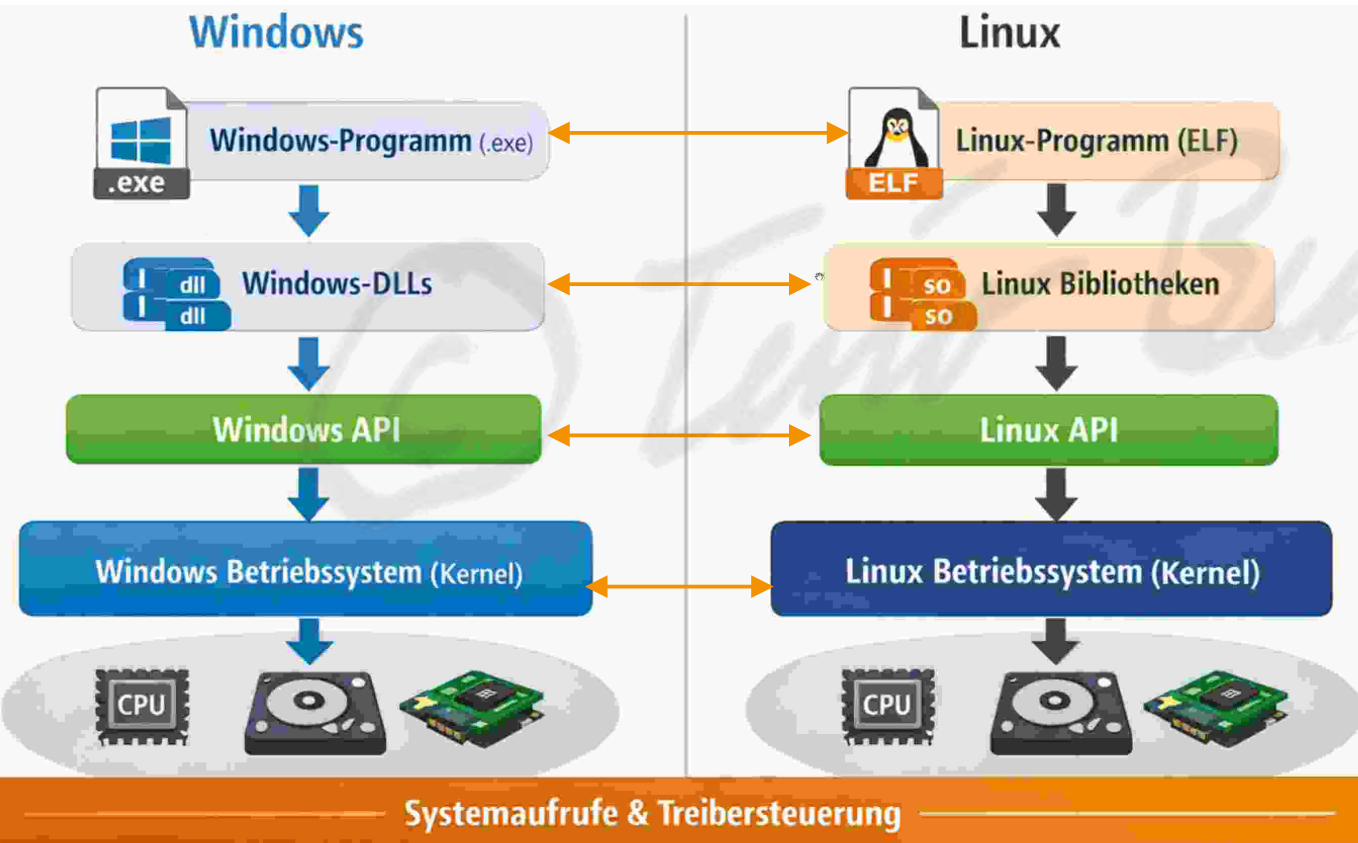 Windows
Linux
.exe
Windows-Programm (.exe)
ELF
Linux-Programm (ELF)
dll
dll
Windows-DLLs
so
so
Linux Bibliotheken
Windows API
Linux API
Windows Betriebssystem (Kernel)
Linux Betriebssystem (Kernel)
CPU
CPU
Systemaufrufe & Treibersteuerung